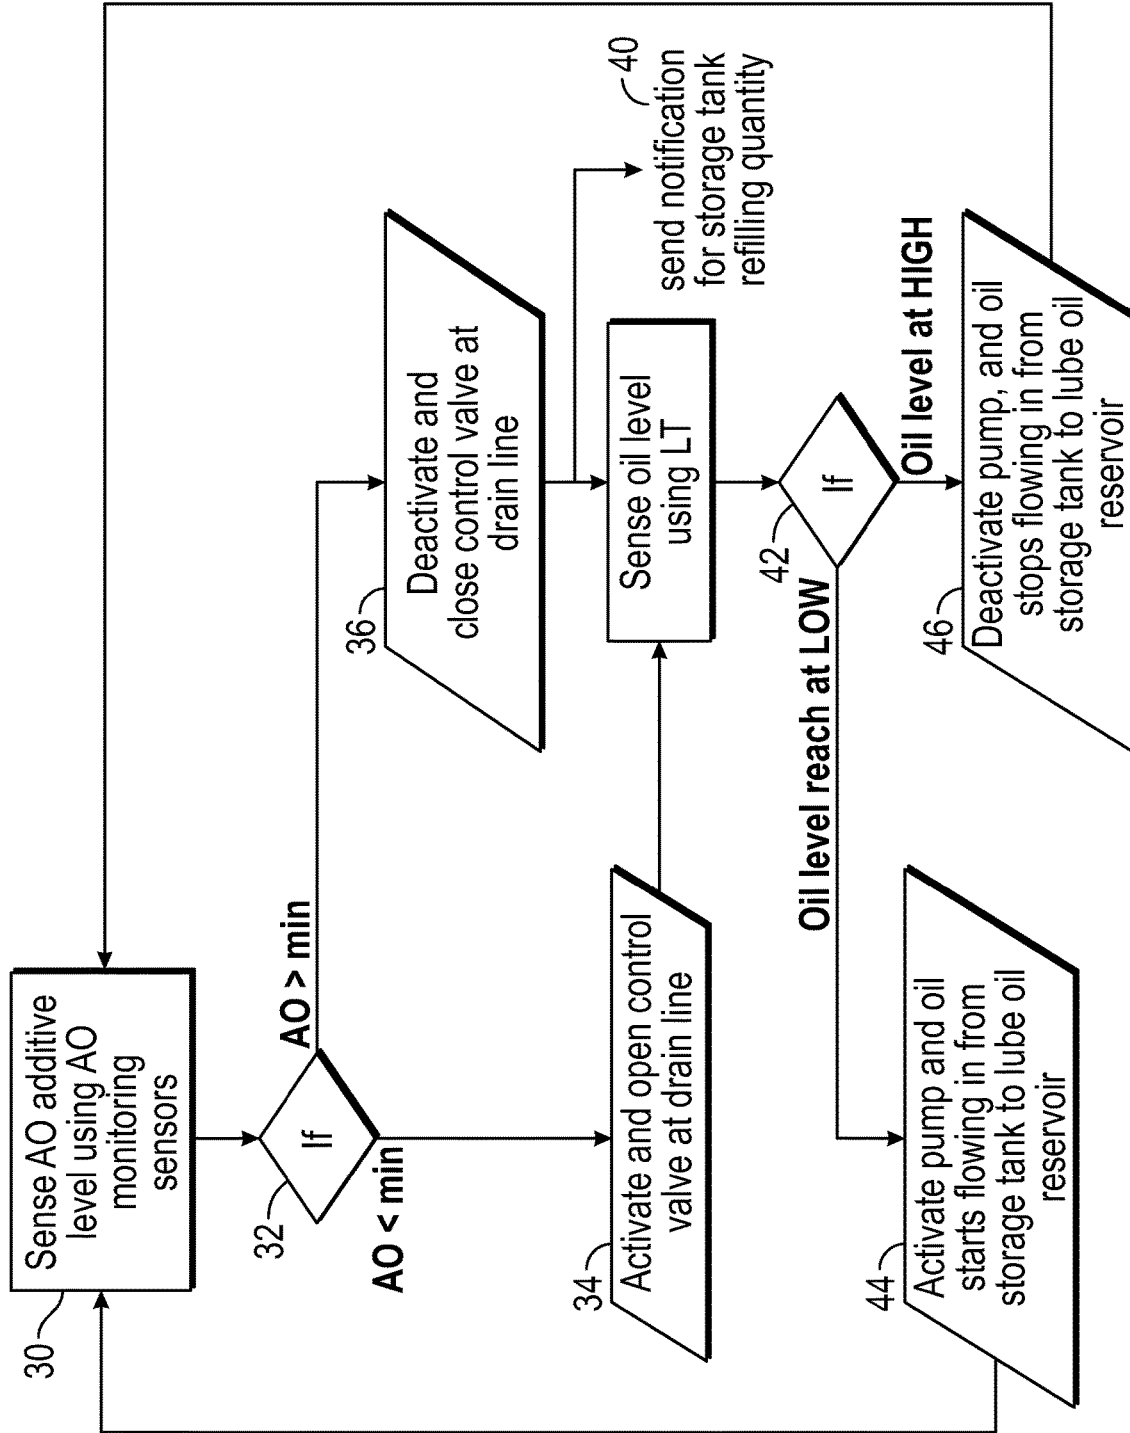 30
Sense AO additive
level using AO
monitoring
sensors
32
If
AO > min
AO < min
34
Activate and open control
valve at drain line
36
Deactivate and
close control valve at
drain line
40
send notification
for storage tank
refilling quantity
Sense oil level
using LT
42
If
Oil level reach at LOW
Oil level at HIGH
44
Activate pump and oil
starts flowing in from
storage tank to lube oil
reservoir
46
Deactivate pump, and oil
stops flowing in from
storage tank to lube oil
reservoir